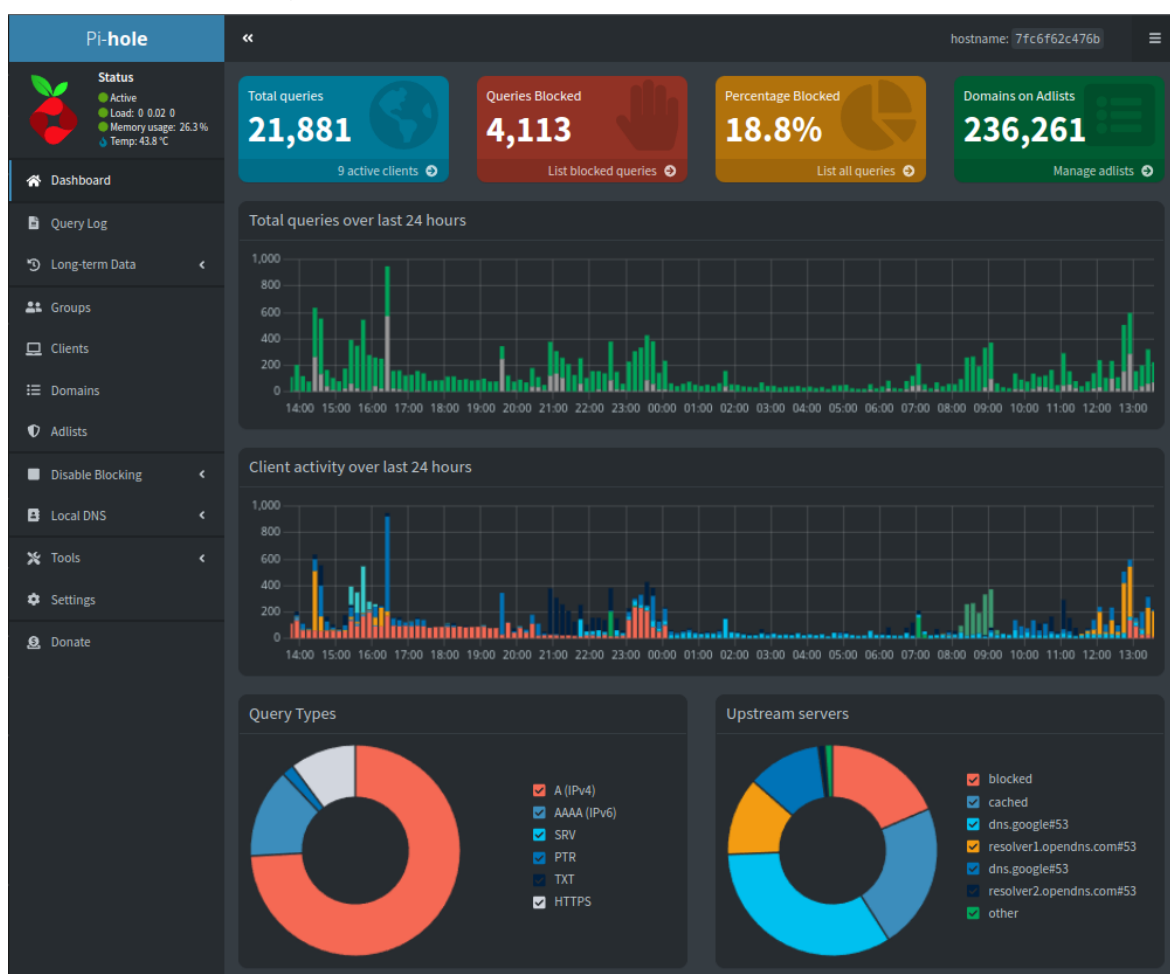 Pi-hole
hostname: 7fc6f62c476b
Status
Active
Load: 0 0.02 0
Memory usage: 26.3 %
Temp: 43.8 °C
Dashboard
Query Log
Long-term Data
Groups
Clients
Domains
Adlists
Disable Blocking
Local DNS
Tools
Settings
Donate
Total queries
21,881
9 active clients
Queries Blocked
4,113
List blocked queries
Percentage Blocked
18.8%
List all queries
Domains on Adlists
236,261
Manage adlists
Total queries over last 24 hours
1,000
800
600
400
200
0
14:00 15:00 16:00 17:00 18:00 19:00 20:00 21:00 22:00 23:00 00:00 01:00 02:00 03:00 04:00 05:00 06:00 07:00 08:00 09:00 10:00 11:00 12:00 13:00
Client activity over last 24 hours
1,000
800
600
400
200
0
14:00 15:00 16:00 17:00 18:00 19:00 20:00 21:00 22:00 23:00 00:00 01:00 02:00 03:00 04:00 05:00 06:00 07:00 08:00 09:00 10:00 11:00 12:00 13:00
Query Types
A (IPv4)
AAAA (IPv6)
SRV
PTR
TXT
HTTPS
Upstream servers
blocked
cached
dns.google#53
resolver1.opendns.com#53
dns.google#53
resolver2.opendns.com#53
other